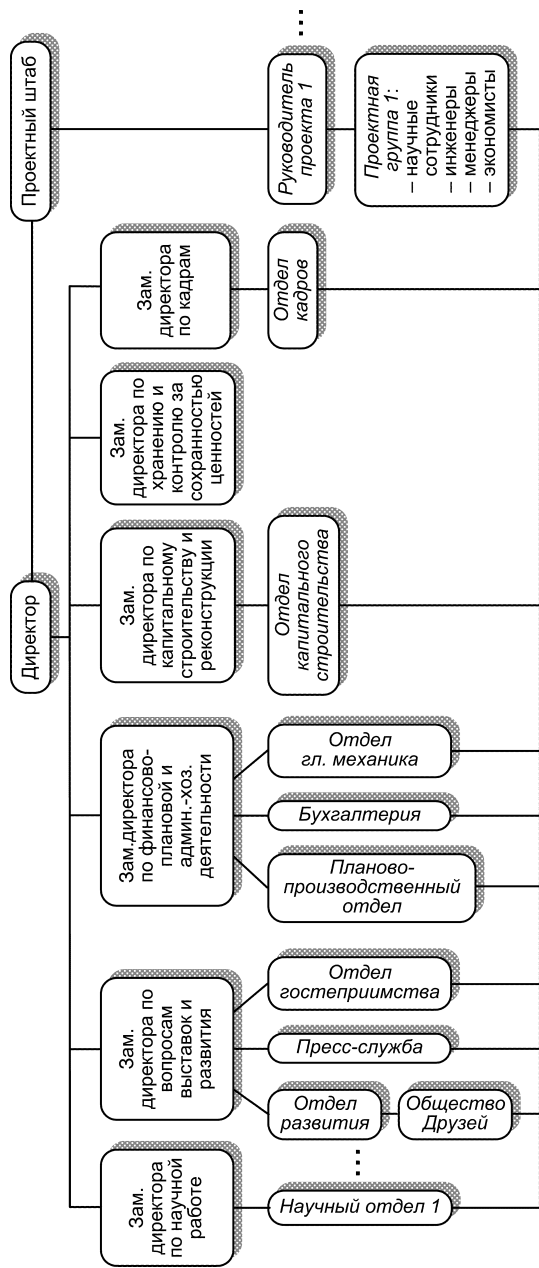 Директор
Проектный штаб
Зам.
директора
по научной
работе
Зам.
директора по
вопросам
выставок и
развития
Зам.директора
по финансово-
плановой и
админ.-хоз.
деятельности
Зам.
директора по
капитальному
строительству и
реконструкции
Зам.
директора по
хранению и
контролю за
сохранностью
ценностей
Зам.
директора
по кадрам
Научный отдел 1
...
Отдел
развития
Общество
Друзей
Пресс-служба
Отдел
гостеприимства
Планово-
производственный
отдел
Бухгалтерия
Отдел
гл. механика
Отдел
капитального
строительства
Отдел
кадров
Руководитель
проекта 1
...
Проектная
группа 1:
– научные
сотрудники
– инженеры
– менеджеры
– экономисты